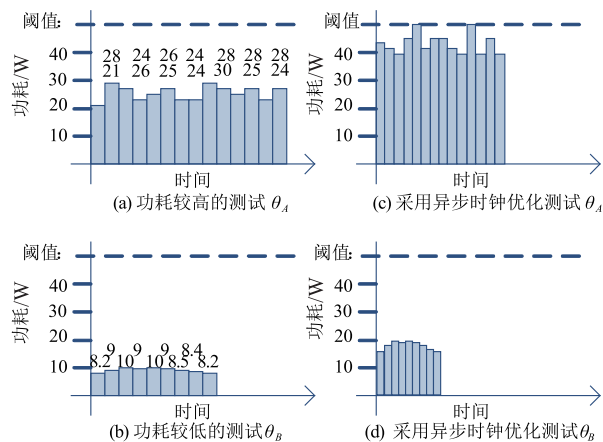 阈值:
40
30
20
10
功耗/W
28 24 26 24 28 28 28
21 26 25 24 30 25 24
时间
(a) 功耗较高的测试 θA
阈值:
40
30
20
10
功耗/W
时间
(c) 采用异步时钟优化测试 θA
阈值:
40
30
20
10
功耗/W
9 9 9 8.4
8.2 10 10 8.5 8.2
时间
(b) 功耗较低的测试θB
阈值:
40
30
20
10
功耗/W
时间
(d) 采用异步时钟优化测试θB